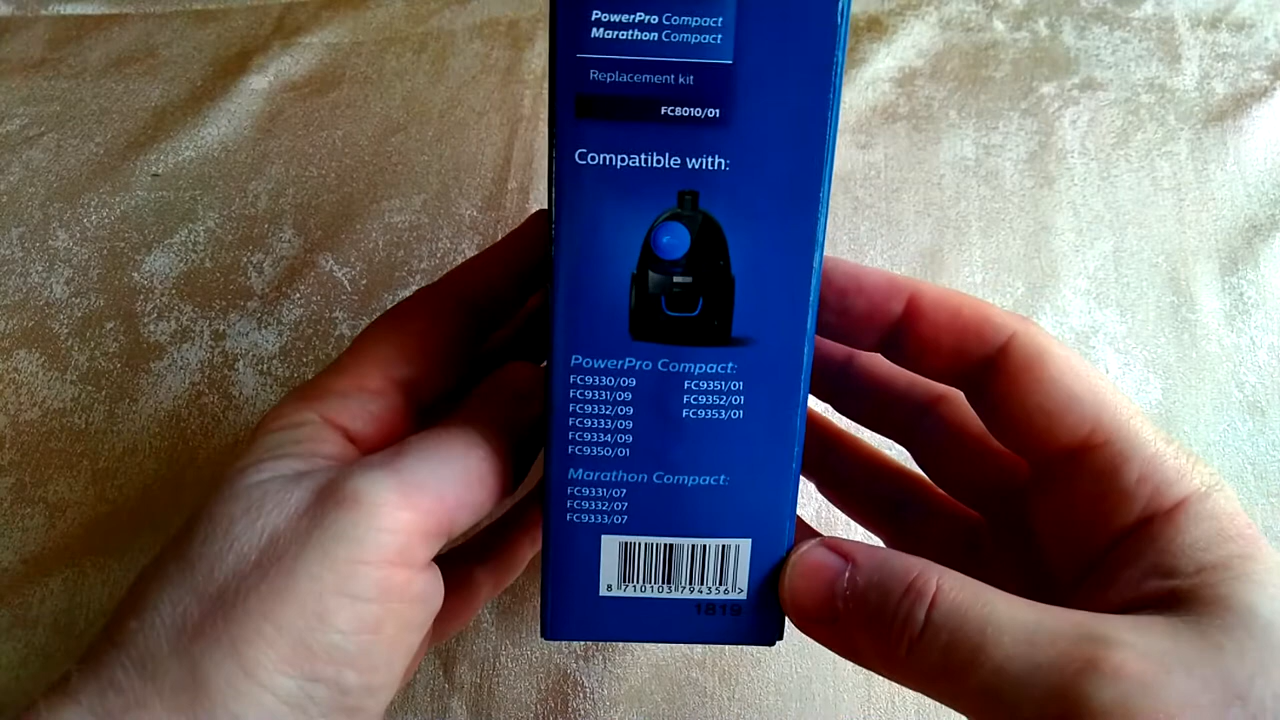 PowerPro Compact
Marathon Compact
Replacement kit
FC8010/01
Compatible with:
PowerPro Compact:
FC9330/09 FC9351/01
FC9331/09 FC9352/01
FC9332/09 FC9353/01
FC9333/09
FC9334/09
FC9350/01
Marathon Compact:
FC9331/07
FC9332/07
FC9333/07
8 710103 794356 >
1819